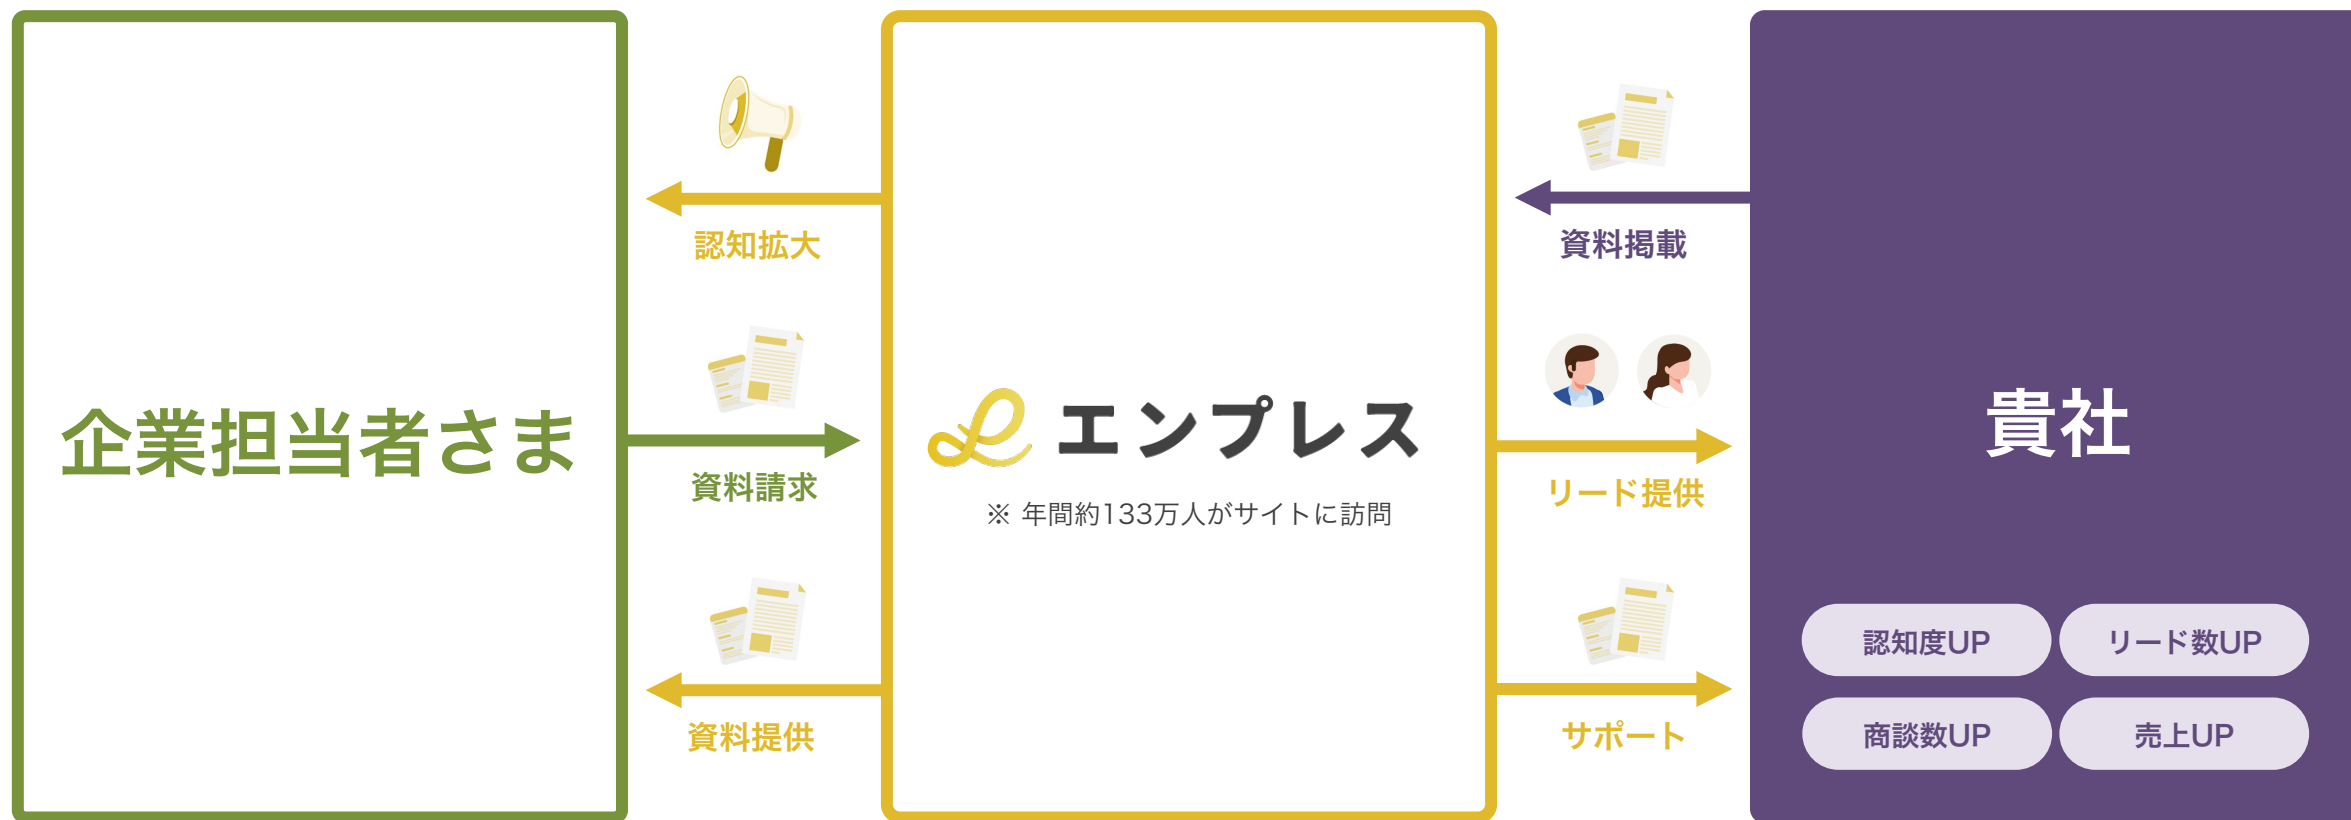 企業担当者さま
認知拡大
資料請求
資料提供
エンプレス
※ 年間約133万人がサイトに訪問
資料掲載
リード提供
サポート
貴社
認知度UP
リード数UP
商談数UP
売上UP